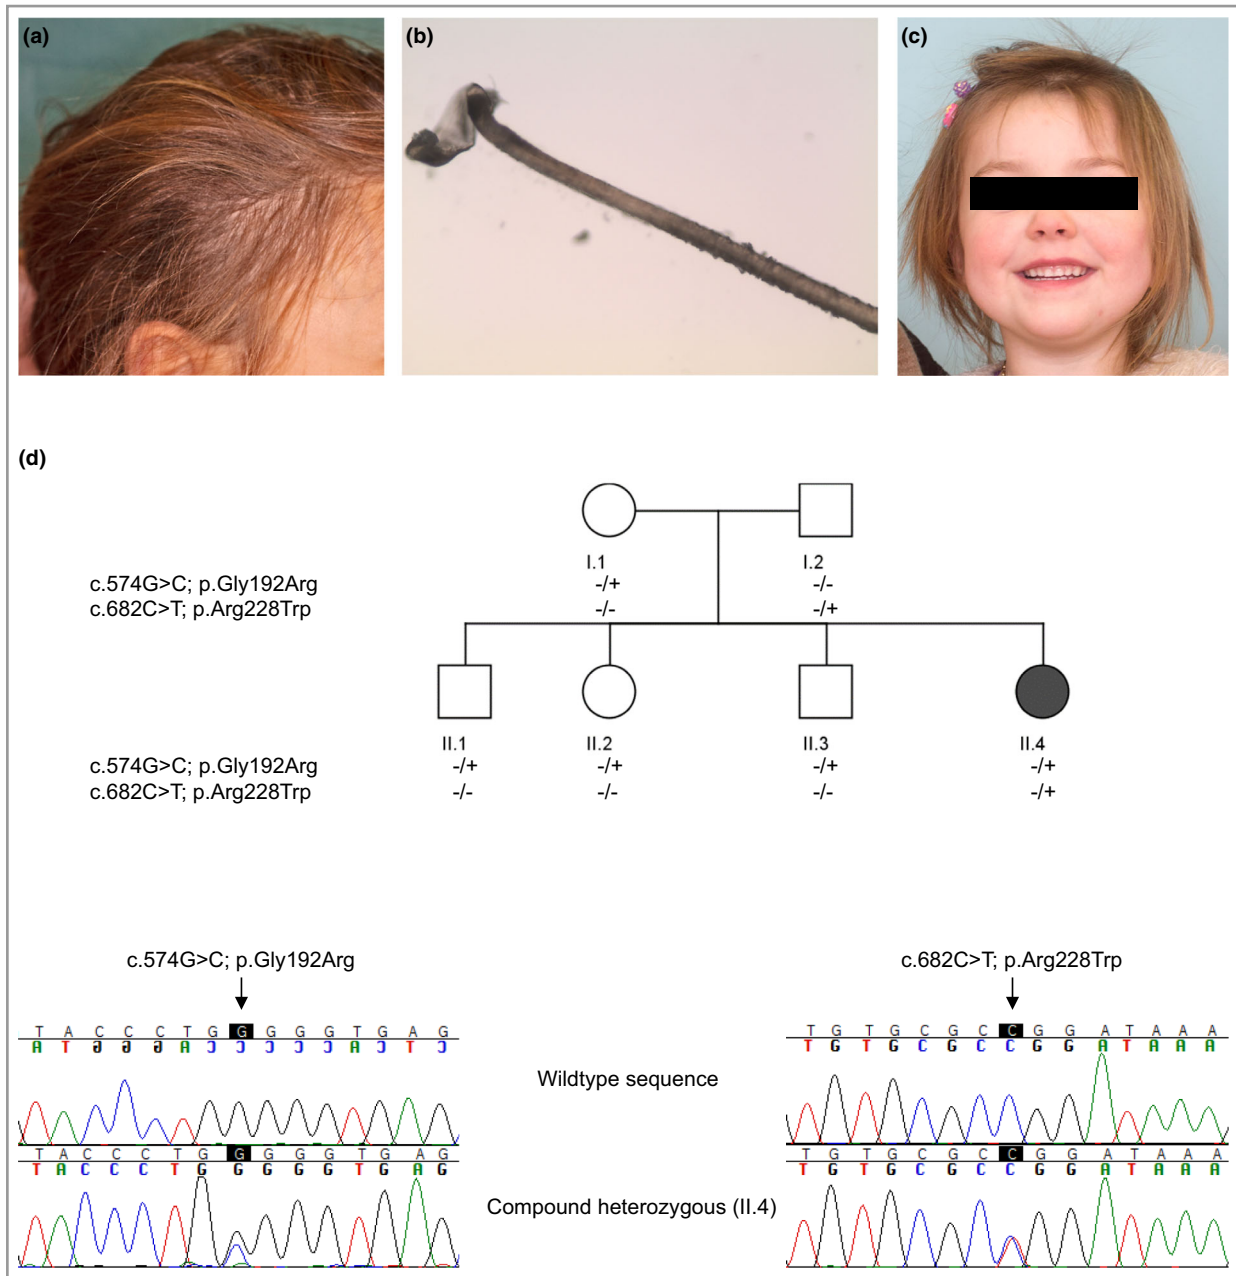 (a)
(b)
(c)
(d)
I.1
I.2
c.574G>C; p.Gly192Arg -/+ -/-
c.682C>T; p.Arg228Trp -/- -/+
II.1
II.2
II.3
II.4
c.574G>C; p.Gly192Arg -/+ -/+ -/+ -/+
c.682C>T; p.Arg228Trp -/- -/- -/- -/+
c.574G>C; p.Gly192Arg
c.682C>T; p.Arg228Trp
T A C C C T G G G G G T G A G
A T G G G A C C C C C A C T C
T G T G C G C C G G A T A A A
T G T G C G C C G G A T A A A
Wildtype sequence
T A C C C T G G G G G T G A G
T A C C C T G G G G G T G A G
T G T G C G C C G G A T A A A
T G T G C G C C G G A T A A A
Compound heterozygous (II.4)